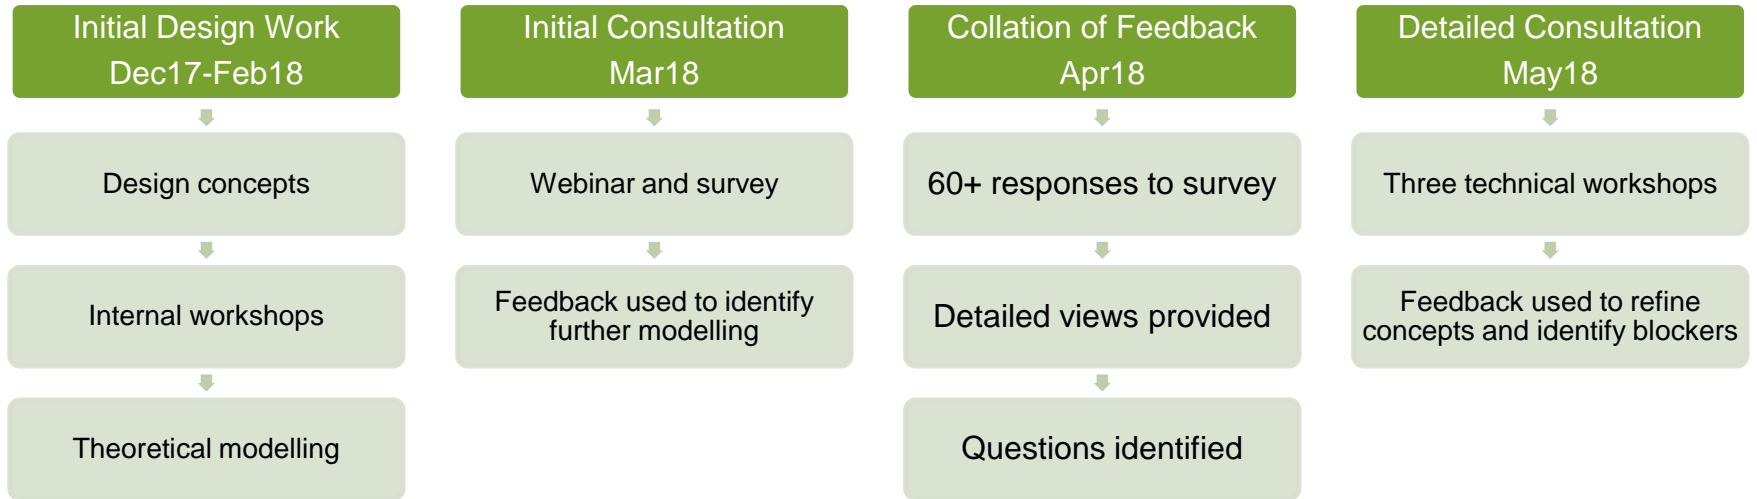 Initial Design Work
Dec17-Feb18
Design concepts
Internal workshops
Theoretical modelling
Initial Consultation
Mar18
Webinar and survey
Feedback used to identify
further modelling
Collation of Feedback
Apr18
60+ responses to survey
Detailed views provided
Questions identified
Detailed Consultation
May18
Three technical workshops
Feedback used to refine
concepts and identify blockers